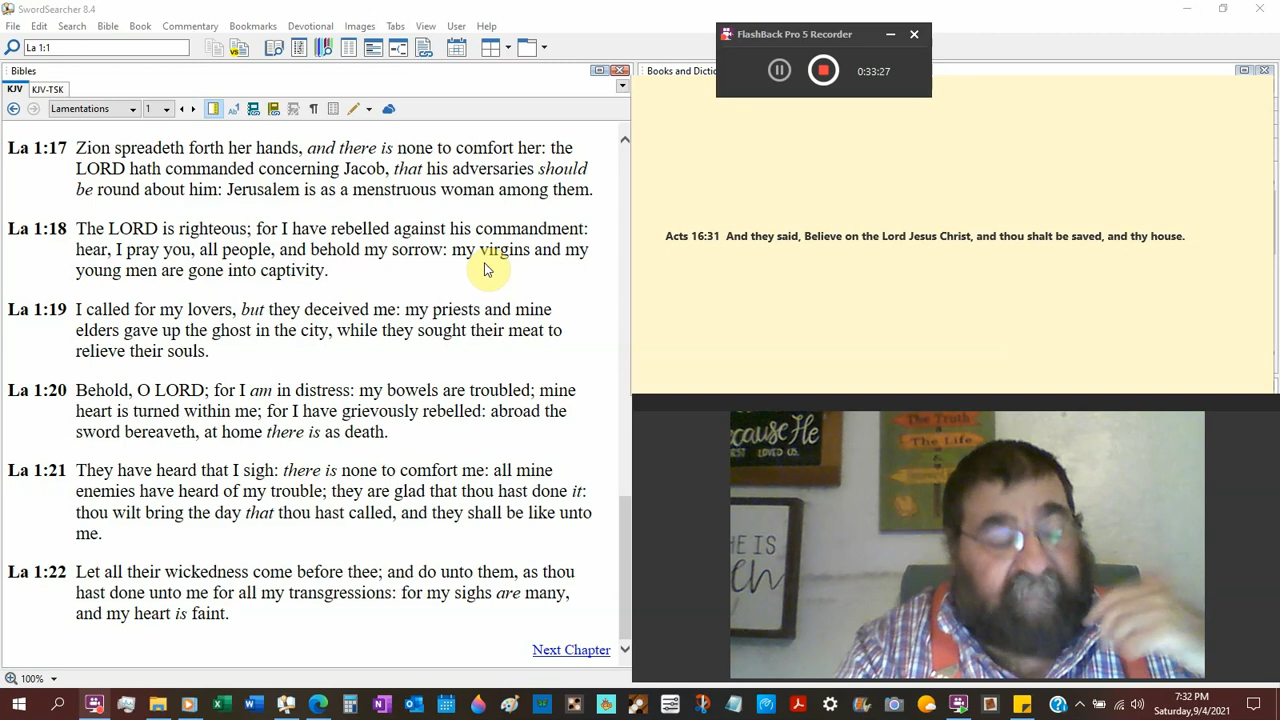 SwordSearcher 8.4
File Edit Search Bible Book Commentary Bookmarks Devotional Images Tabs View User Help
La 1:1
Bibles
KJV KJV-TSK
Lamentations 1
La 1:17 Zion spreadeth forth her hands, and there is none to comfort her: the
LORD hath commanded concerning Jacob, that his adversaries should
be round about him: Jerusalem is as a menstruous woman among them.
La 1:18 The LORD is righteous; for I have rebelled against his commandment:
hear, I pray you, all people, and behold my sorrow: my virgins and my
young men are gone into captivity.
La 1:19 I called for my lovers, but they deceived me: my priests and mine
elders gave up the ghost in the city, while they sought their meat to
relieve their souls.
La 1:20 Behold, O LORD; for I am in distress: my bowels are troubled; mine
heart is turned within me; for I have grievously rebelled: abroad the
sword bereaveth, at home there is as death.
La 1:21 They have heard that I sigh: there is none to comfort me: all mine
enemies have heard of my trouble; they are glad that thou hast done it:
thou wilt bring the day that thou hast called, and they shall be like unto
me.
La 1:22 Let all their wickedness come before thee; and do unto them, as thou
hast done unto me for all my transgressions: for my sighs are many,
and my heart is faint.
Next Chapter
100%
FlashBack Pro 5 Recorder
0:33:27
Books and Dicti
Acts 16:31 And they said, Believe on the Lord Jesus Christ, and thou shalt be saved, and thy house.
cause He
RST LOVED US.
The Truth
&
The Life
&
HE IS
en
7:32 PM
Saturday,9/4/2021